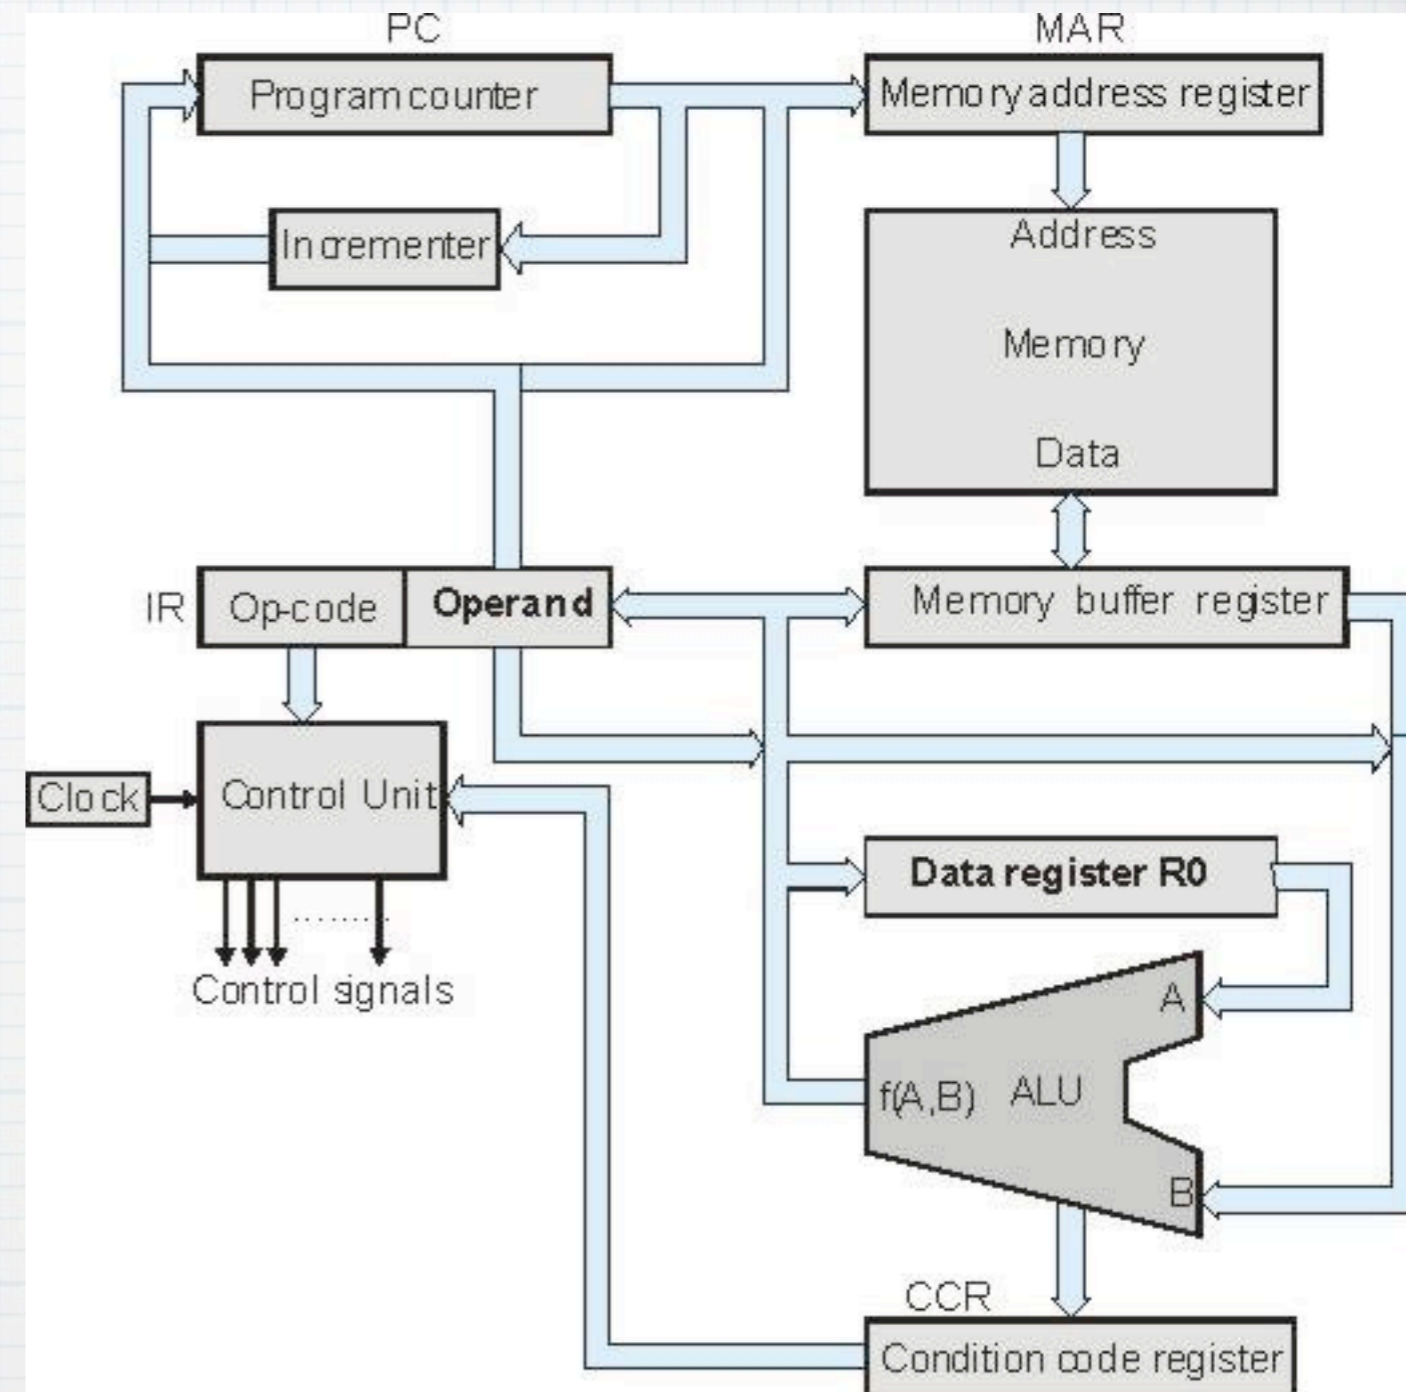 PC
MAR
Program counter
Memory address register
Incrementer
Address
Memory
Data
IR
Op-code
Operand
Memory buffer register
Clock
Control Unit
Data register R0
Control signals
A
f(A,B)
ALU
B
CCR
Condition code register